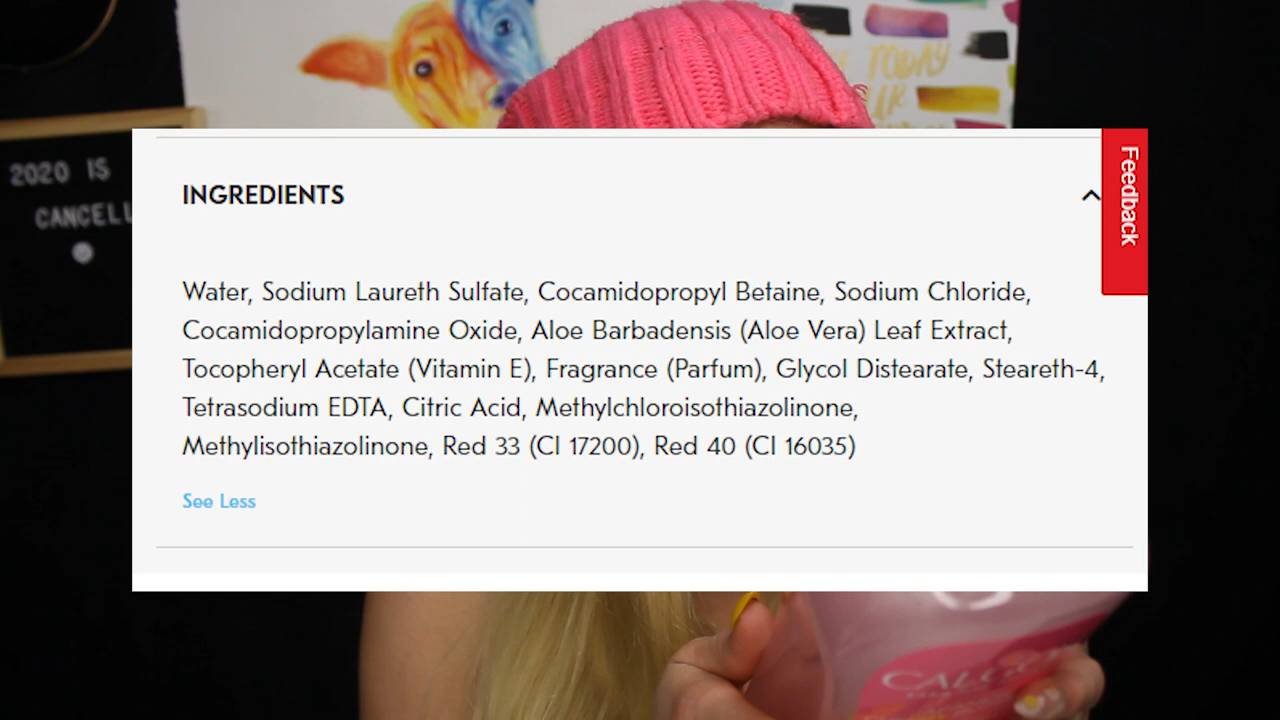 TODAY
2020 IS
CANCELL
INGREDIENTS
Feedback
Water, Sodium Laureth Sulfate, Cocamidopropyl Betaine, Sodium Chloride,
Cocamidopropylamine Oxide, Aloe Barbadensis (Aloe Vera) Leaf Extract,
Tocopheryl Acetate (Vitamin E), Fragrance (Parfum), Glycol Distearate, Steareth-4,
Tetrasodium EDTA, Citric Acid, Methylchloroisothiazolinone,
Methylisothiazolinone, Red 33 (CI 17200), Red 40 (CI 16035)
See Less
CALGO